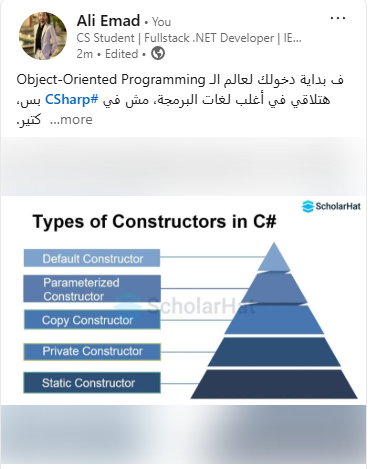 Ali Emad • You
CS Student | Fullstack .NET Developer | IE...
2m • Edited •
ف بداية دخولك لعالم الـ Object-Oriented Programming
هتلاقي في أغلب لغات البرمجة، مش في #CSharp بس،
كتير. ...more
ScholarHat
Types of Constructors in C#
Default Constructor
Parameterized
Constructor
ScholarHat
Copy Constructor
Private Constructor
Static Constructor